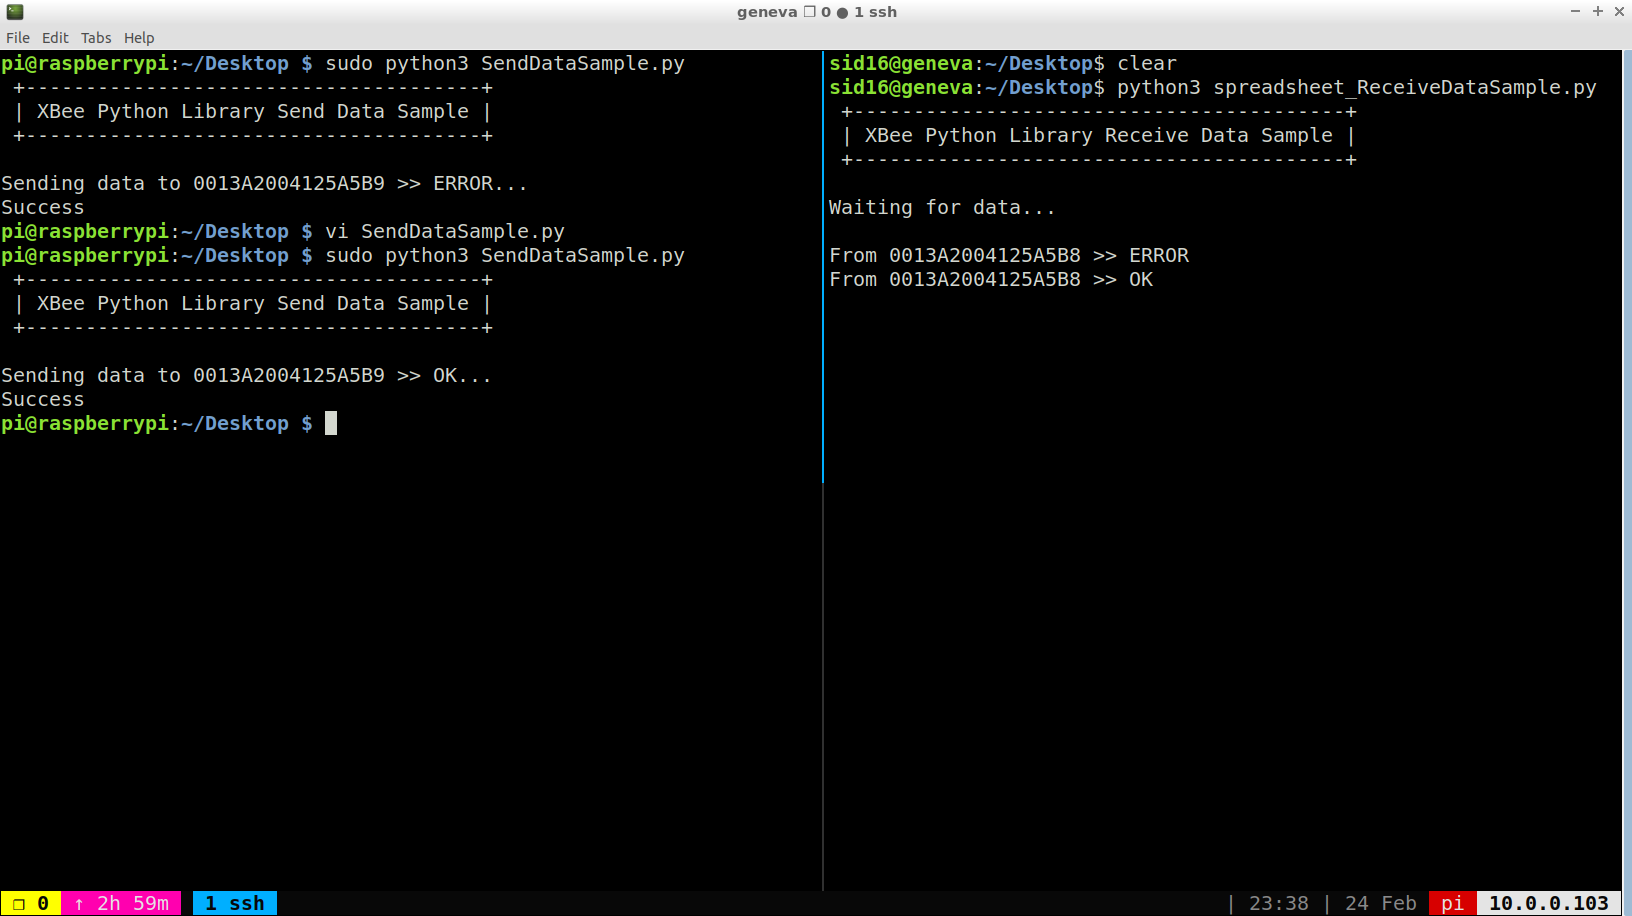 geneva ❐ 0 ● 1 ssh
File Edit Tabs Help
pi@raspberrypi:~/Desktop $ sudo python3 SendDataSample.py
+--------------------------------------+
| XBee Python Library Send Data Sample |
+--------------------------------------+
Sending data to 0013A2004125A5B9 >> ERROR...
Success
pi@raspberrypi:~/Desktop $ vi SendDataSample.py
pi@raspberrypi:~/Desktop $ sudo python3 SendDataSample.py
+--------------------------------------+
| XBee Python Library Send Data Sample |
+--------------------------------------+
Sending data to 0013A2004125A5B9 >> OK...
Success
pi@raspberrypi:~/Desktop $
sid16@geneva:~/Desktop$ clear
sid16@geneva:~/Desktop$ python3 spreadsheet_ReceiveDataSample.py
+-----------------------------------------+
| XBee Python Library Receive Data Sample |
+-----------------------------------------+
Waiting for data...
From 0013A2004125A5B8 >> ERROR
From 0013A2004125A5B8 >> OK
❐ 0 ↑ 2h 59m 1 ssh | 23:38 | 24 Feb pi 10.0.0.103